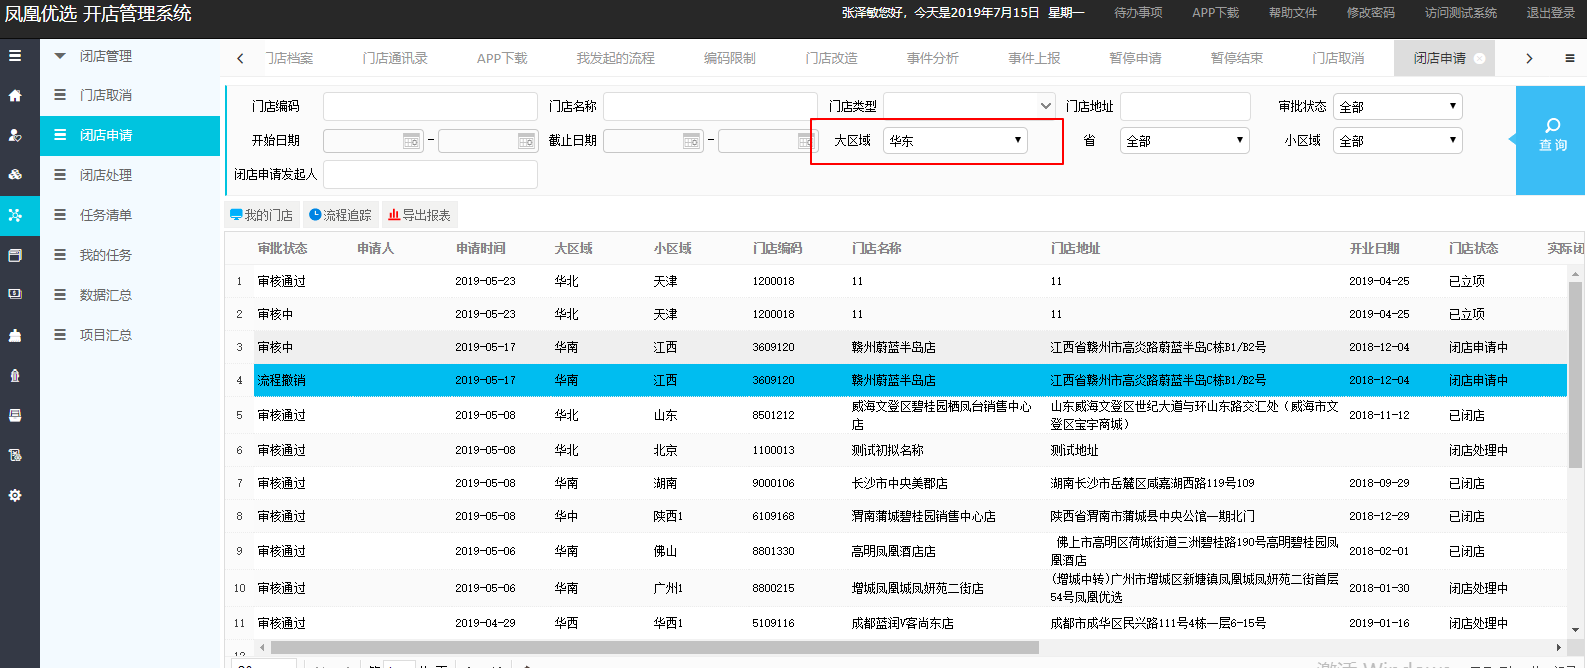 凤凰优选 开店管理系统
张泽敏您好，今天是2019年7月15日 星期一 待办事项 APP下载 帮助文件 修改密码 访问测试系统 退出登录
门店档案 门店通讯录 APP下载 我发起的流程 编码限制 门店改造 事件分析 事件上报 暂停申请 暂停结束 门店取消 闭店申请
闭店管理
门店取消
闭店申请
闭店处理
任务清单
我的任务
数据汇总
项目汇总
门店编码 门店名称 门店类型 门店地址 审批状态 全部
开始日期 - 截止日期 - 大区域 华东 省 全部 小区域 全部
闭店申请发起人
查询
我的门店 流程追踪 导出报表
审批状态 申请人 申请时间 大区域 小区域 门店编码 门店名称 门店地址 开业日期 门店状态 实际闭
1 审核通过 2019-05-23 华北 天津 1200018 11 11 2019-04-25 已立项
2 审核中 2019-05-23 华北 天津 1200018 11 11 2019-04-25 已立项
3 审核中 2019-05-17 华南 江西 3609120 赣州蔚蓝半岛店 江西省赣州市高炎路蔚蓝半岛C栋B1/B2号 2018-12-04 闭店申请中
4 流程撤销 2019-05-17 华南 江西 3609120 赣州蔚蓝半岛店 江西省赣州市高炎路蔚蓝半岛C栋B1/B2号 2018-12-04 闭店申请中
5 审核通过 2019-05-08 华北 山东 8501212 威海文登区碧桂园栖凤台销售中心店 山东威海文登区世纪大道与环山东路交汇处（威海市文登区宝宇商城） 2018-11-12 已闭店
6 审核通过 2019-05-08 华北 北京 1100013 测试初拟名称 测试地址 闭店处理中
7 审核通过 2019-05-08 华南 湖南 9000106 长沙市中央美郡店 湖南长沙市岳麓区咸嘉湖西路119号109 2018-09-29 已闭店
8 审核通过 2019-05-08 华中 陕西1 6109168 渭南蒲城碧桂园销售中心店 陕西省渭南市蒲城县中央公馆一期北门 2018-12-29 已闭店
9 审核通过 2019-05-06 华南 佛山 8801330 高明凤凰酒店店 佛上市高明区荷城街道三洲碧桂路190号高明碧桂园凤凰酒店 2018-02-01 已闭店
10 审核通过 2019-05-06 华南 广州1 8800215 增城凤凰城凤妍苑二街店 (增城中转)广州市增城区新塘镇凤凰城凤妍苑二街首层54号凤凰优选 2018-01-30 闭店处理中
11 审核通过 2019-04-29 华西 华西1 5109116 成都蓝润V客尚东店 成都市成华区民兴路111号4栋一层6-15号 2019-01-16 闭店处理中